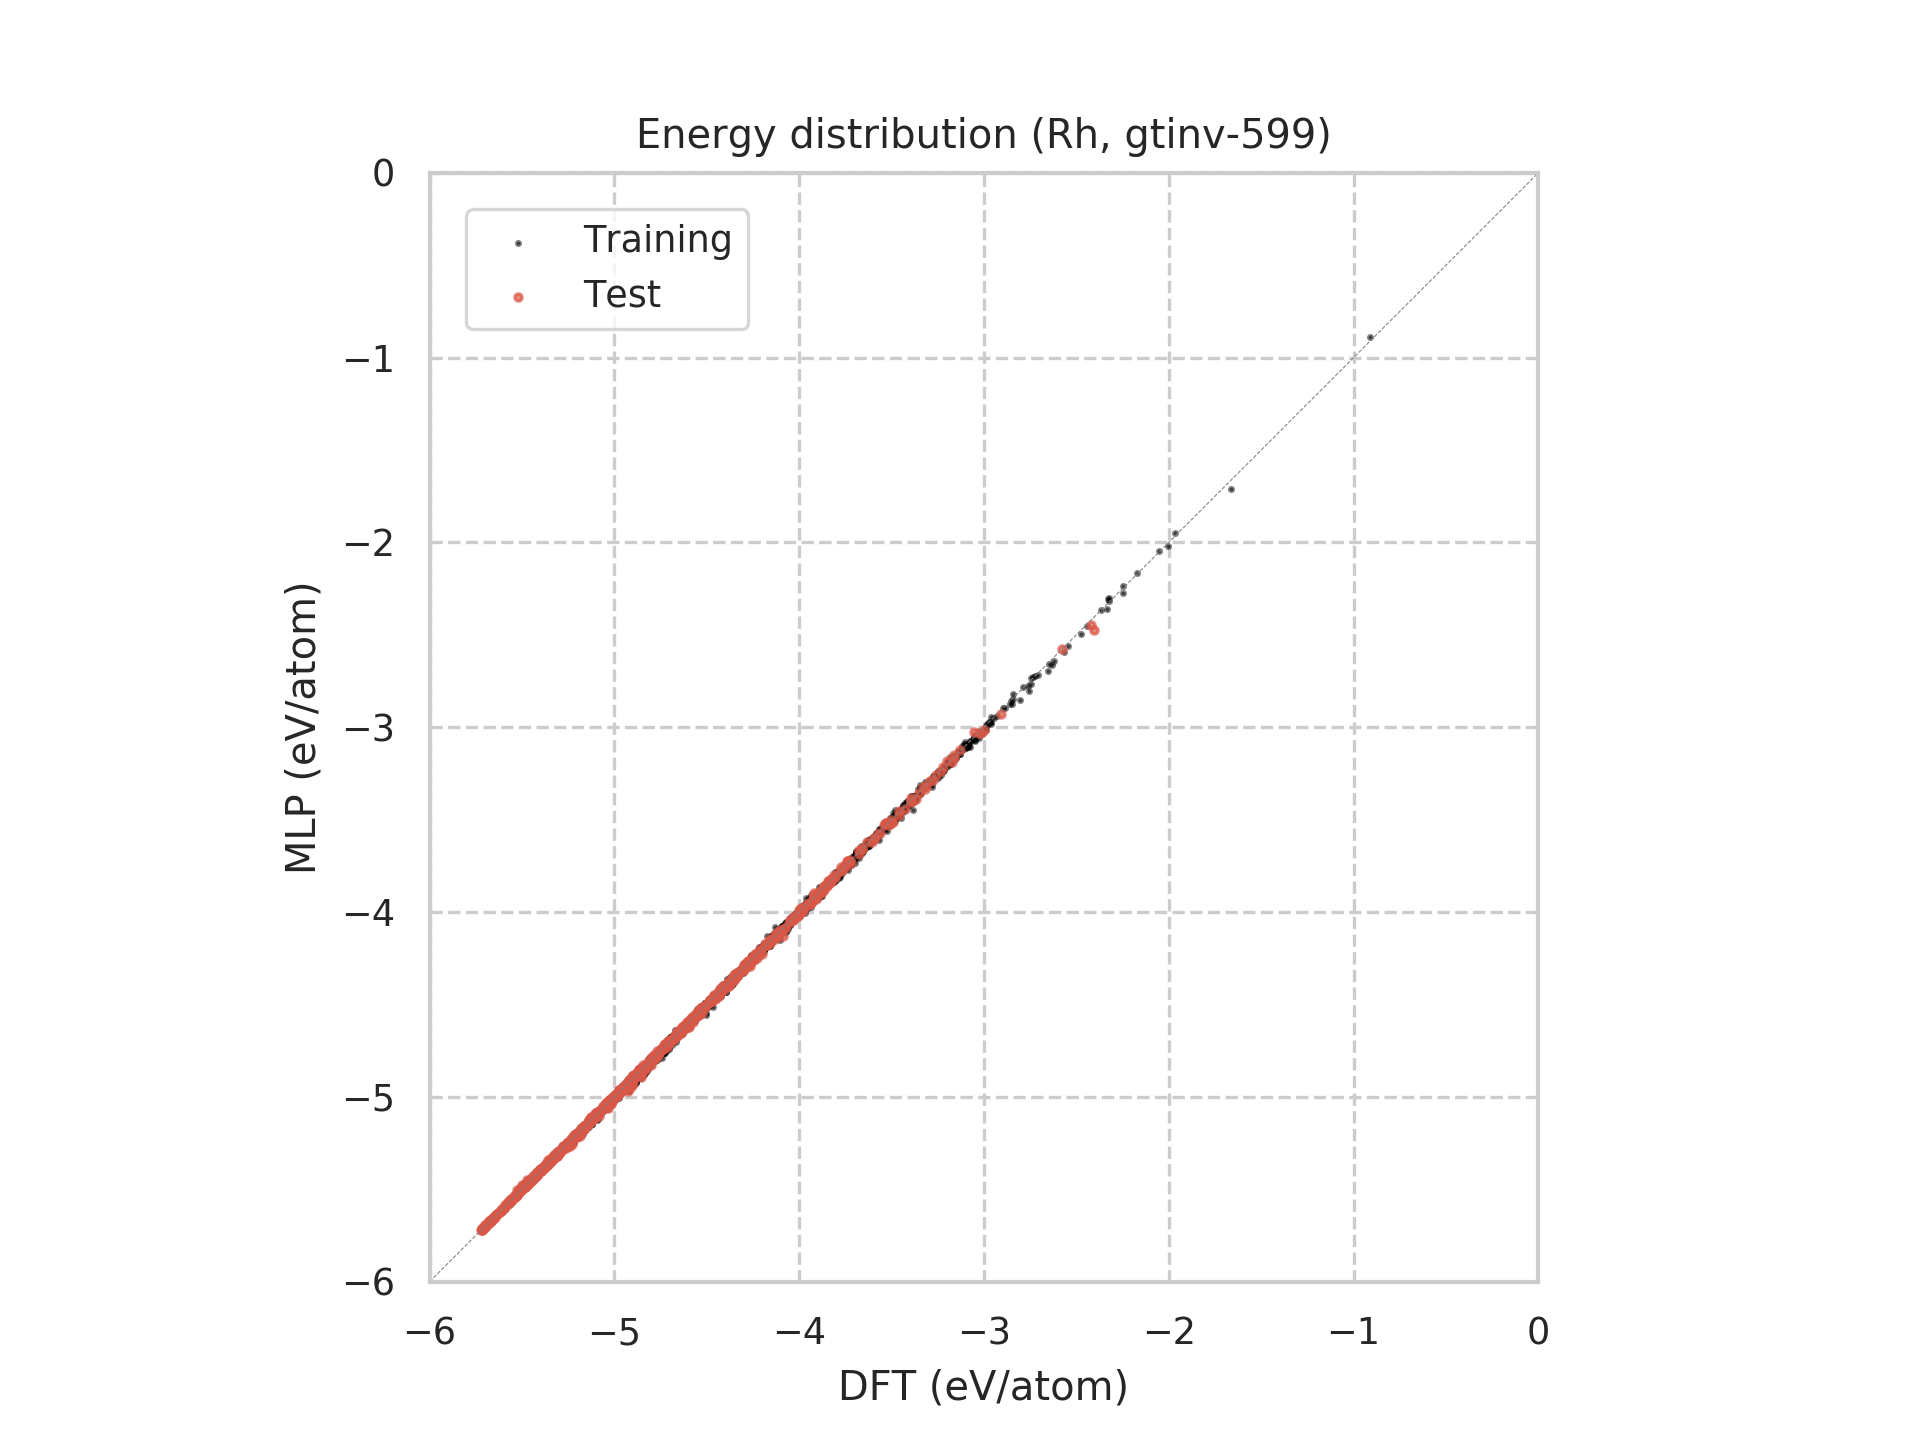 Energy distribution (Rh, gtinv-599)
0
−1
−2
−3
−4
−5
−6
MLP (eV/atom)
Training
Test
−6 −5 −4 −3 −2 −1 0
DFT (eV/atom)